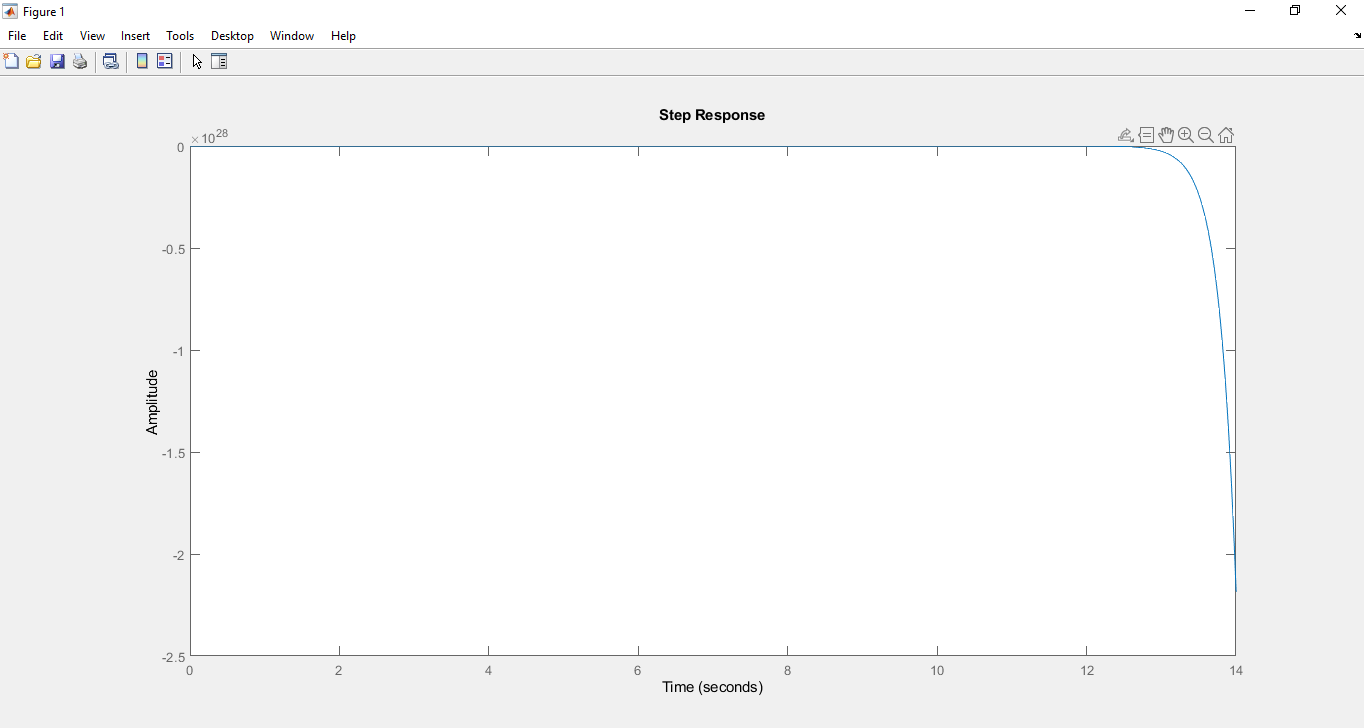 Figure 1
File Edit View Insert Tools Desktop Window Help
Step Response
×10^28
0
-0.5
-1
-1.5
-2
-2.5
Amplitude
0 2 4 6 8 10 12 14
Time (seconds)